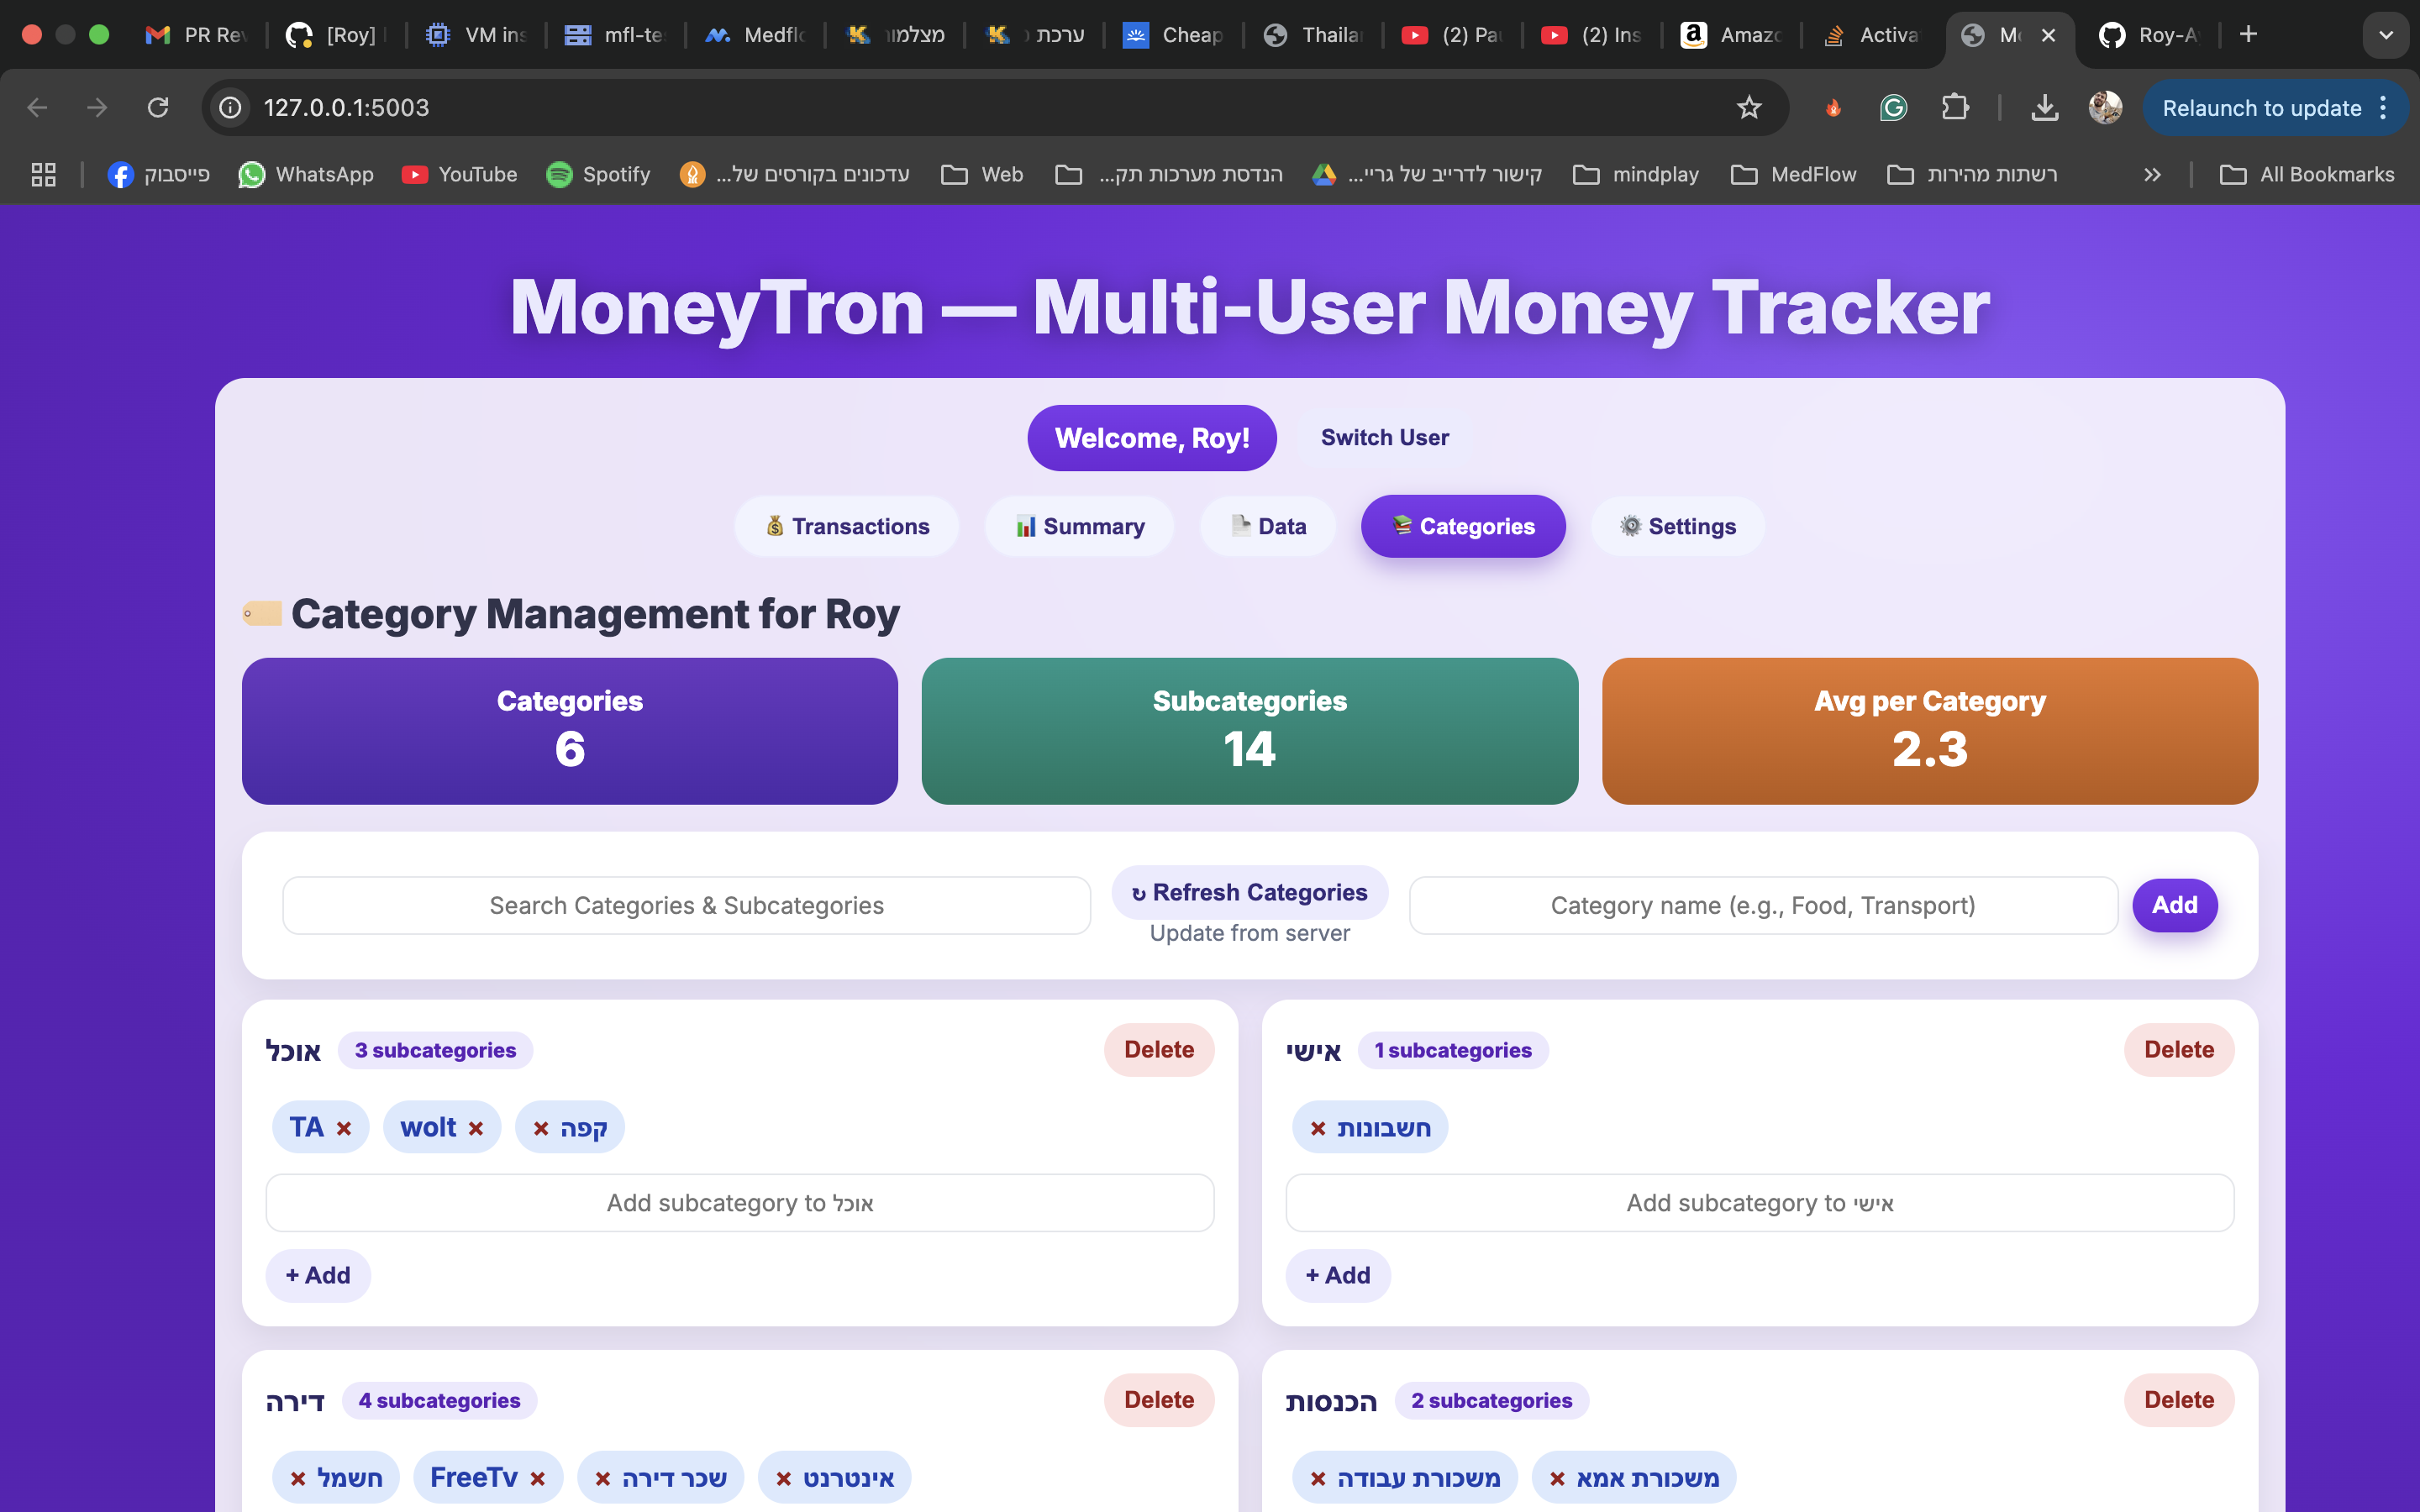 PR Rev
[Roy]
VM ins
mfl-te
Medflo
מצלמו
ערכת
Cheap
Thaila
(2) Pau
(2) Ins
Amazo
Activa
Mo
Roy-A
127.0.0.1:5003
Relaunch to update
פייסבוק
WhatsApp
YouTube
Spotify
עדכונים בקורסים של...
Web
הנדסת מערכות תק...
קישור לדרייב של גריי...
mindplay
MedFlow
רשתות מהירות
All Bookmarks
MoneyTron — Multi-User Money Tracker
Welcome, Roy!
Switch User
Transactions
Summary
Data
Categories
Settings
Category Management for Roy
Categories
6
Subcategories
14
Avg per Category
2.3
Search Categories & Subcategories
↻ Refresh Categories
Update from server
Category name (e.g., Food, Transport)
Add
אוכל
3 subcategories
Delete
TA ×
wolt ×
קפה ×
Add subcategory to אוכל
+ Add
אישי
1 subcategories
Delete
חשבונות ×
Add subcategory to אישי
+ Add
דירה
4 subcategories
Delete
חשמל ×
FreeTv ×
שכר דירה ×
אינטרנט ×
הכנסות
2 subcategories
Delete
משכורת עבודה ×
משכורת אמא ×